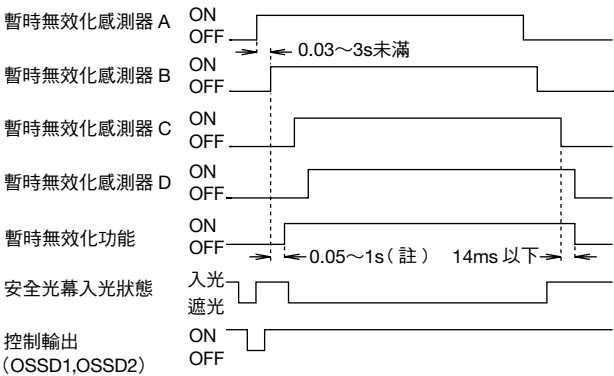 暫時無效化感測器 A ON
OFF
0.03～3s未滿
暫時無效化感測器 B ON
OFF
暫時無效化感測器 C ON
OFF
暫時無效化感測器 D ON
OFF
暫時無效化功能 ON
OFF
0.05～1s（註） 14ms 以下
安全光幕入光狀態 入光
遮光
控制輸出 ON
（OSSD1,OSSD2） OFF